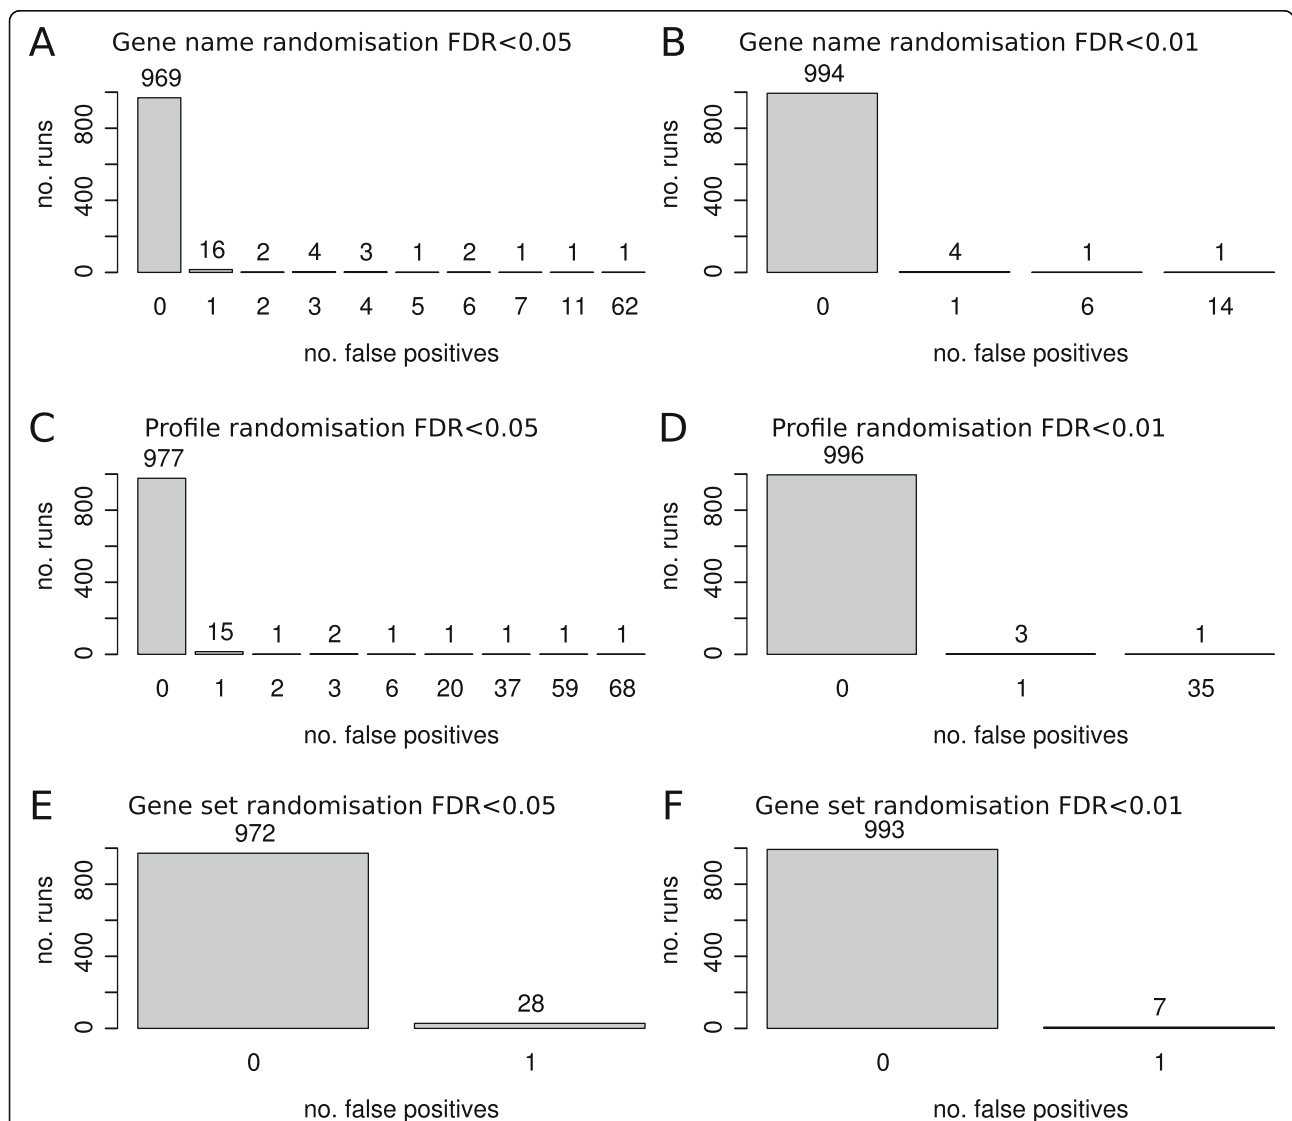 A Gene name randomisation FDR<0.05
969
16 2 4 3 1 2 1 1 1
no. runs
0 400 800
0 1 2 3 4 5 6 7 11 62
no. false positives
B Gene name randomisation FDR<0.01
994
4 1 1
no. runs
0 400 800
0 1 6 14
no. false positives
C Profile randomisation FDR<0.05
977
15 1 2 1 1 1 1 1
no. runs
0 400 800
0 1 2 3 6 20 37 59 68
no. false positives
D Profile randomisation FDR<0.01
996
3 1
no. runs
0 400 800
0 1 35
no. false positives
E Gene set randomisation FDR<0.05
972
28
no. runs
0 400 800
0 1
no. false positives
F Gene set randomisation FDR<0.01
993
7
no. runs
0 400 800
0 1
no. false positives